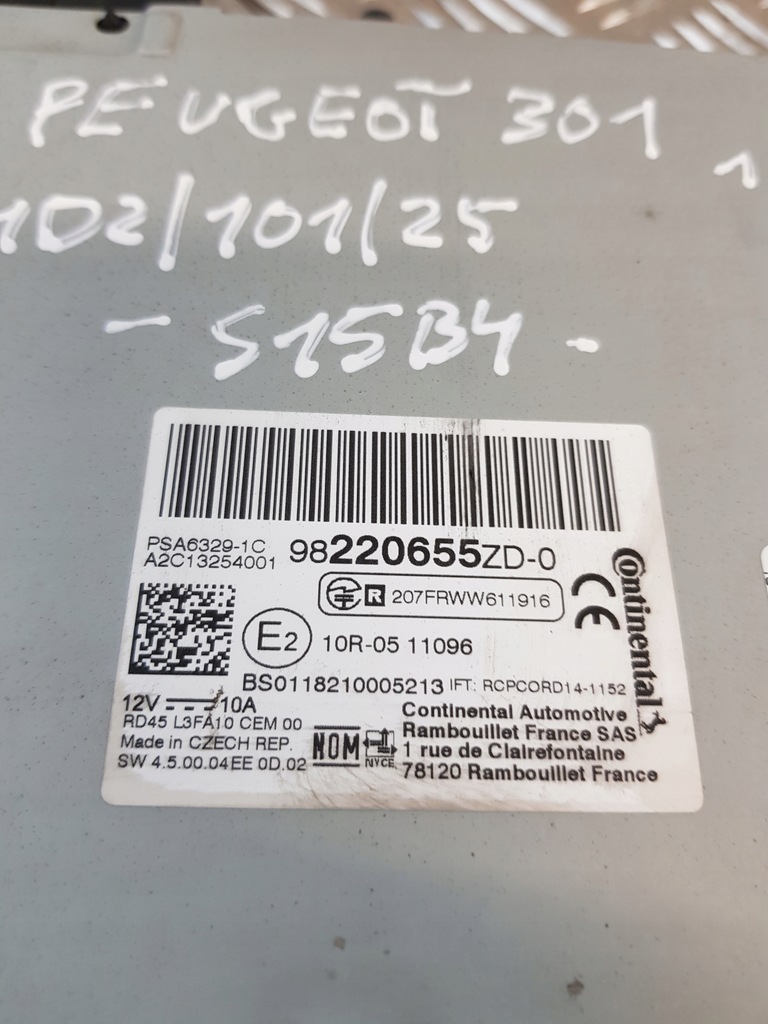 PEUGEOT 301, 1
1D2/101/25
- S15B4 -
PSA6329-1C
A2C13254001
98220655ZD-0
R 207FRWW611916
E2
10R-05 11096
BS0118210005213 IFT: RCPCORD14-1152
12V 10A
RD45 L3FA10 CEM 00
Made in CZECH REP.
SW 4.5.00.04EE 0D.02
NOM
NYCE
Continental Automotive
Rambouillet France SAS
1 rue de Clairefontaine
78120 Rambouillet France
CE
Continental